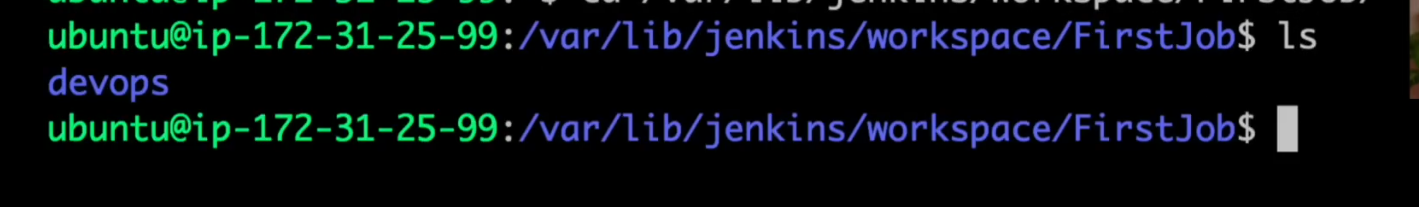 ubuntu@ip-172-31-25-99:/var/lib/jenkins/workspace/FirstJob$ ls
devops
ubuntu@ip-172-31-25-99:/var/lib/jenkins/workspace/FirstJob$